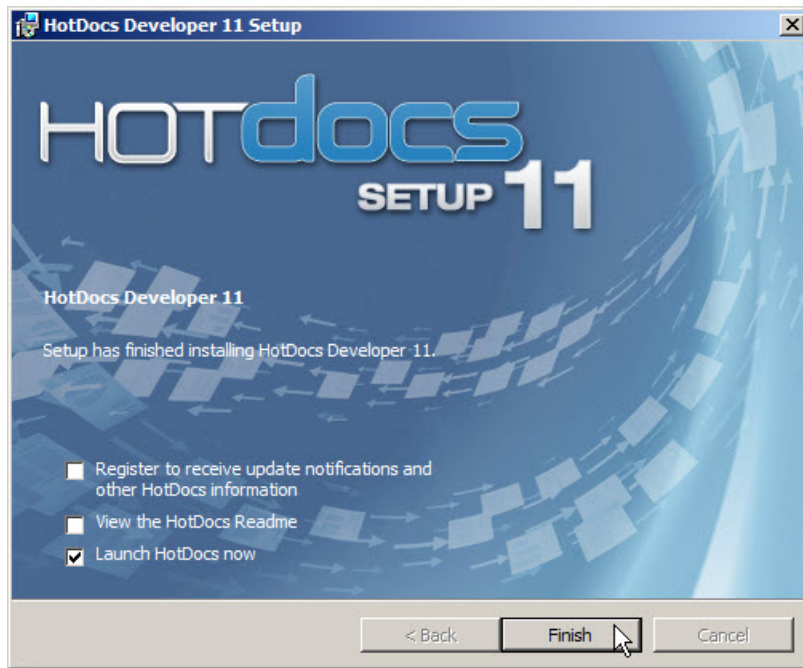 HotDocs Developer 11 Setup
HOTdocs
SETUP 11
HotDocs Developer 11
Setup has finished installing HotDocs Developer 11.
Register to receive update notifications and
other HotDocs information
View the HotDocs Readme
Launch HotDocs now
< Back
Finish
Cancel